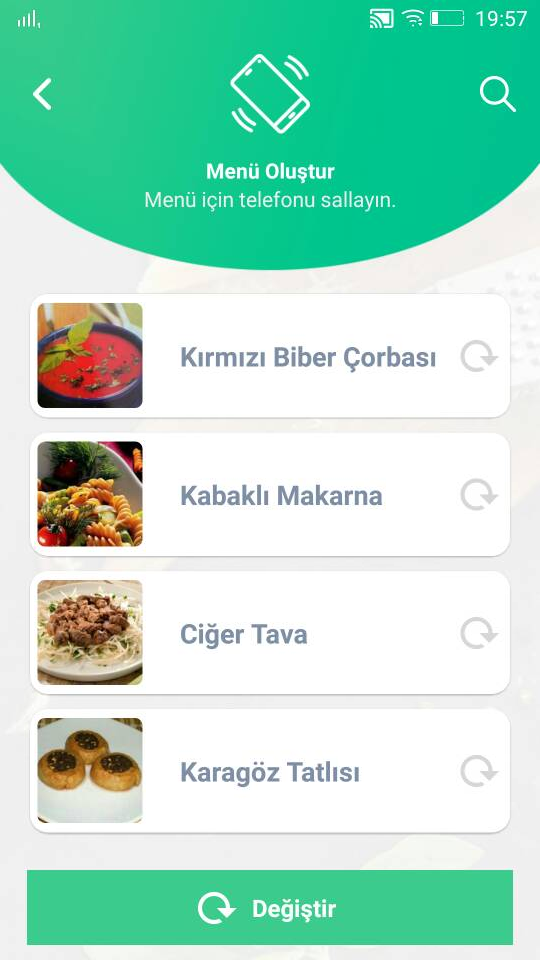 19:57
Menü Oluştur
Menü için telefonu sallayın.
Kırmızı Biber Çorbası
Kabaklı Makarna
Ciğer Tava
Karagöz Tatlısı
Değiştir